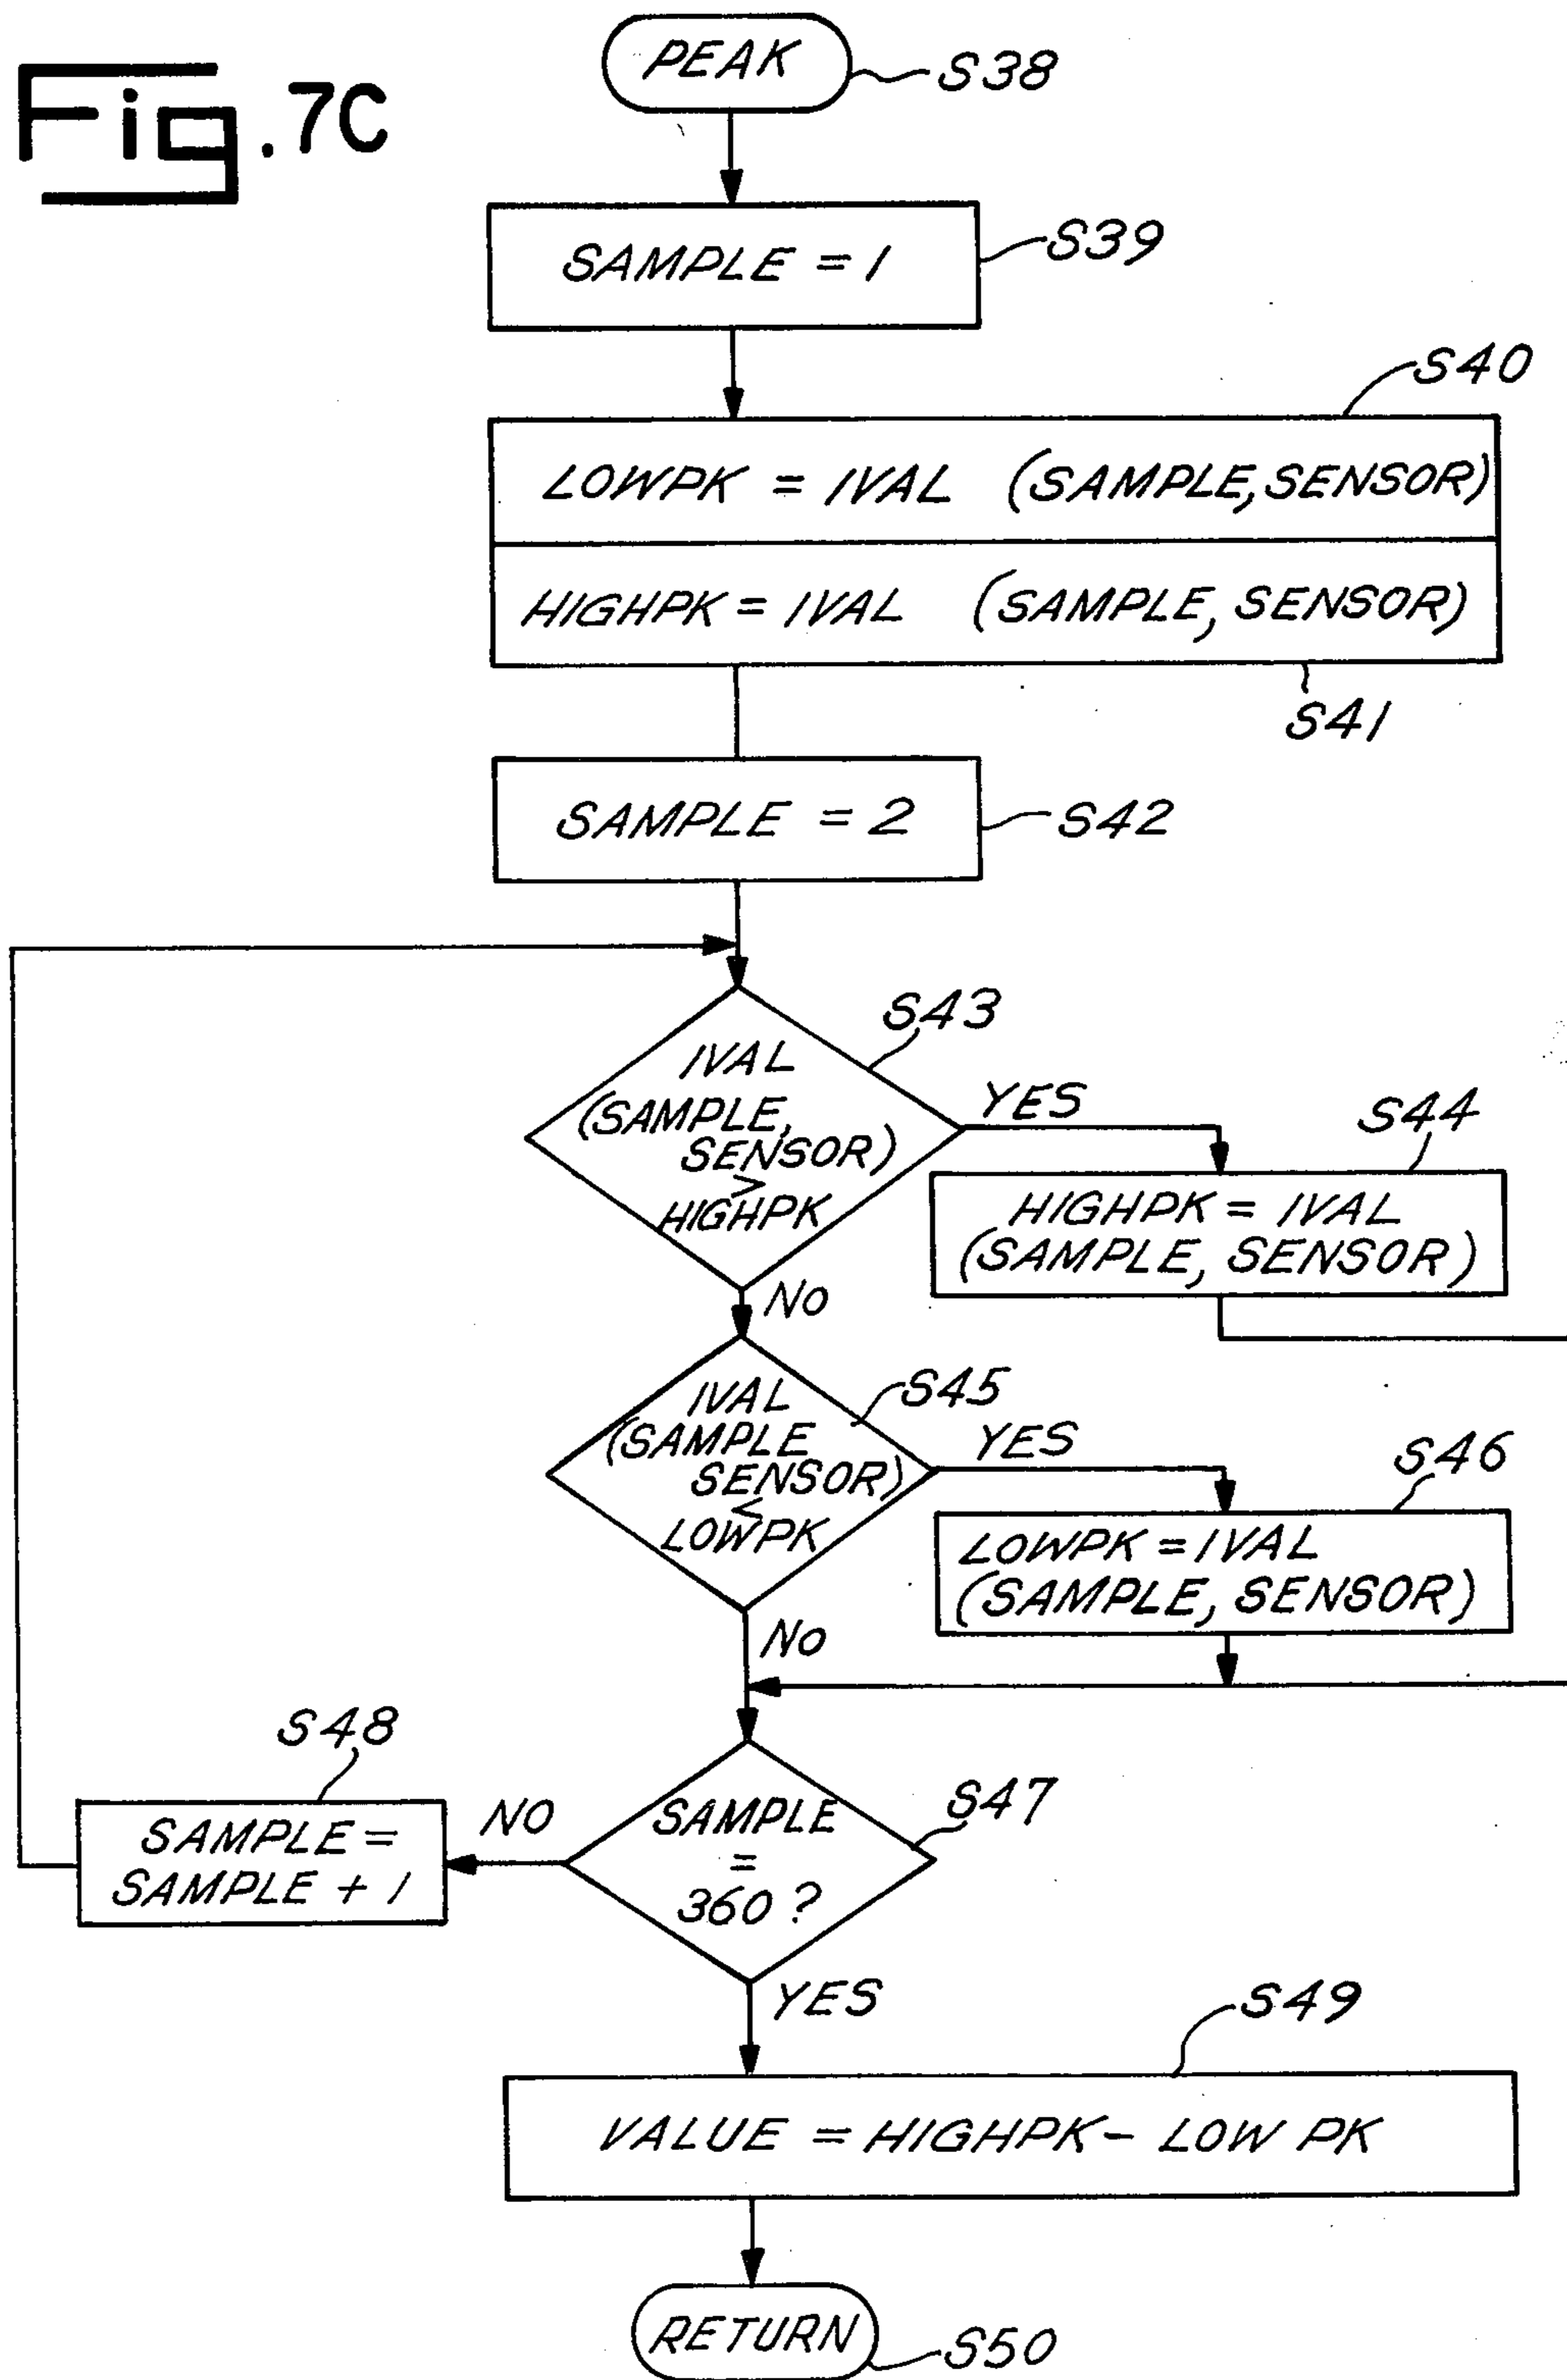 Fig. 7C
PEAK
S38
SAMPLE = 1
S39
S40
LOWPK = IVAL (SAMPLE, SENSOR)
HIGHPK = IVAL (SAMPLE, SENSOR)
S41
SAMPLE = 2
S42
S43
IVAL
(SAMPLE,
SENSOR)
>
HIGHPK
YES
S44
HIGHPK = IVAL
(SAMPLE, SENSOR)
NO
S45
IVAL
(SAMPLE
SENSOR)
<
LOWPK
YES
S46
LOWPK = IVAL
(SAMPLE, SENSOR)
NO
S48
SAMPLE =
SAMPLE + 1
NO
S47
SAMPLE
=
360 ?
YES
S49
VALUE = HIGHPK - LOW PK
RETURN
S50